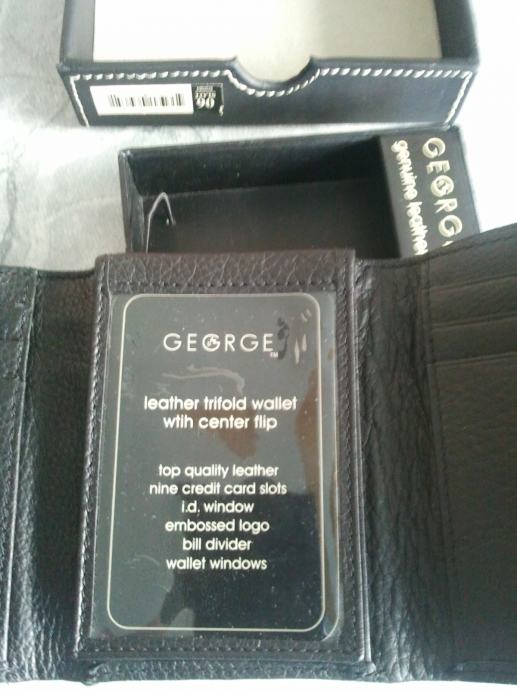 GEORGE
genuine leather
GEORGE™
leather trifold wallet
wtih center flip
top quality leather
nine credit card slots
i.d. window
embossed logo
bill divider
wallet windows